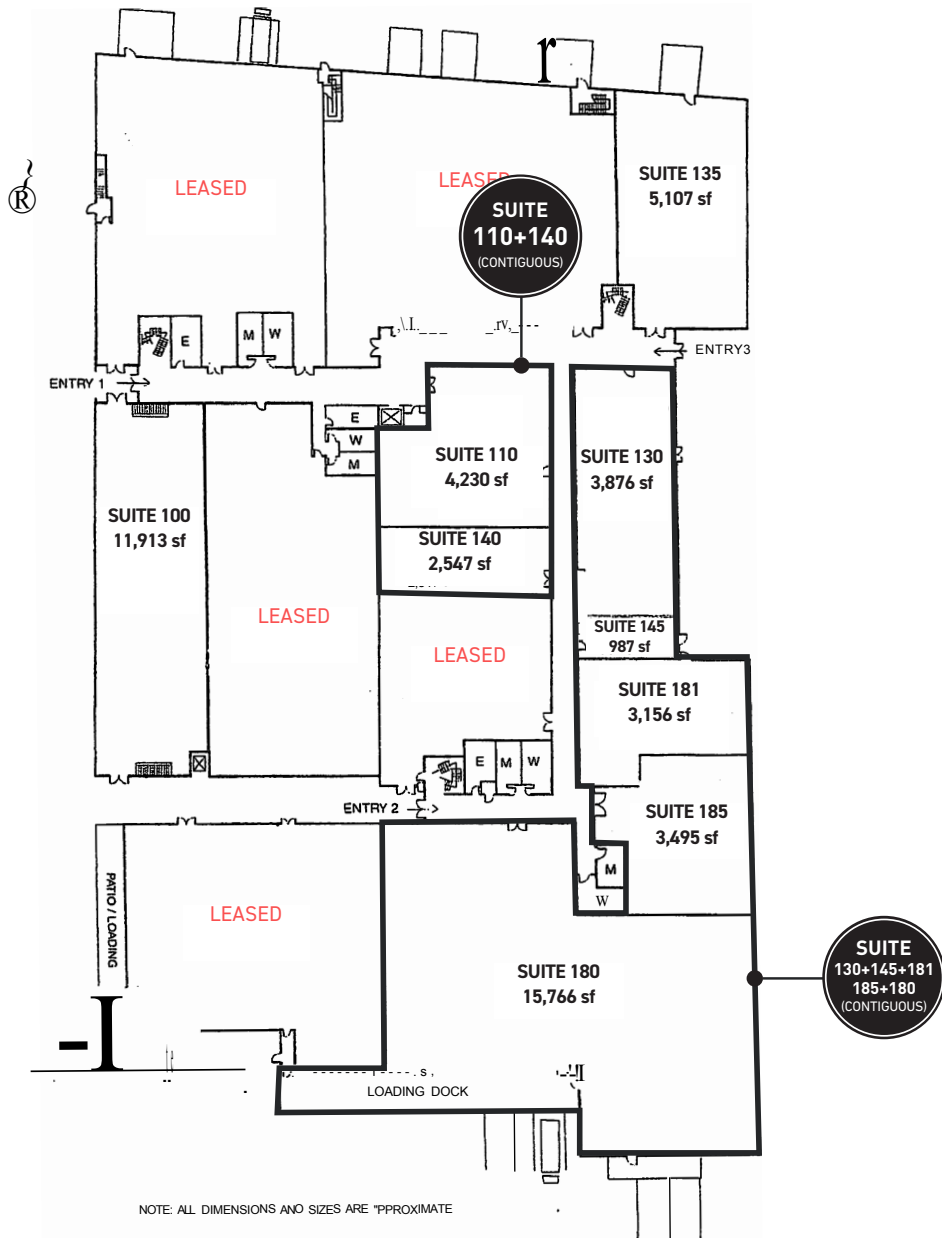 r
®
LEASED
LEASED
SUITE 135
5,107 sf
SUITE
110+140
(CONTIGUOUS)
E
M
W
ENTRY3
ENTRY 1
E
W
M
SUITE 110
4,230 sf
SUITE 130
3,876 sf
SUITE 100
11,913 sf
SUITE 140
2,547 sf
LEASED
LEASED
SUITE 145
987 sf
SUITE 181
3,156 sf
E
M
W
ENTRY 2
SUITE 185
3,495 sf
M
W
PATIO / LOADING
LEASED
SUITE 180
15,766 sf
SUITE
130+145+181
185+180
(CONTIGUOUS)
I
LOADING DOCK
NOTE: ALL DIMENSIONS ANO SIZES ARE "PPROXIMATE